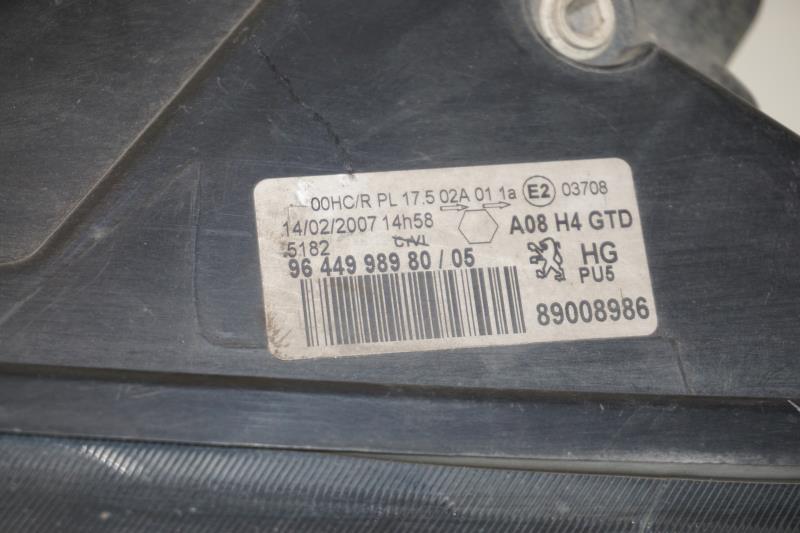 00HC/R PL 17.5 02A 01 1a E2 03708
14/02/2007 14h58 A08 H4 GTD
5182 HG
96 449 989 80 / 05 PU5
89008986